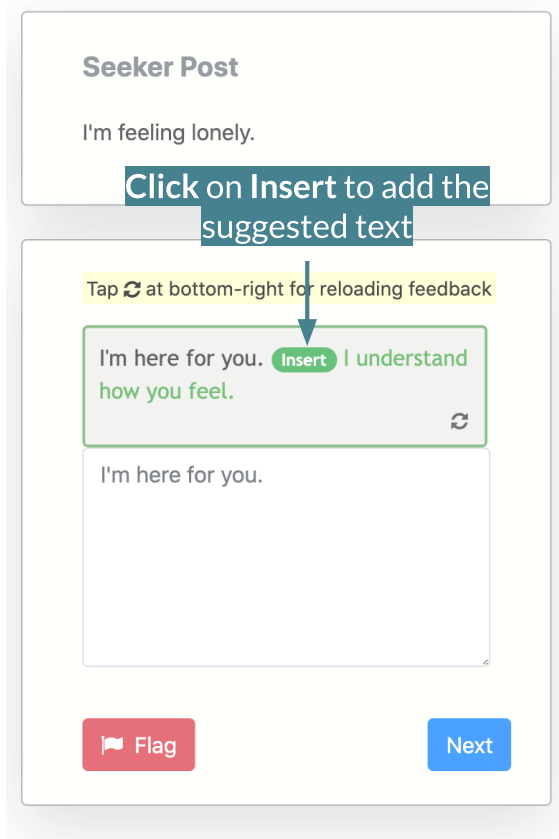 Seeker Post
I'm feeling lonely.
Click on Insert to add the
suggested text
Tap at bottom-right for reloading feedback
I'm here for you. Insert I understand
how you feel.
I'm here for you.
Flag
Next